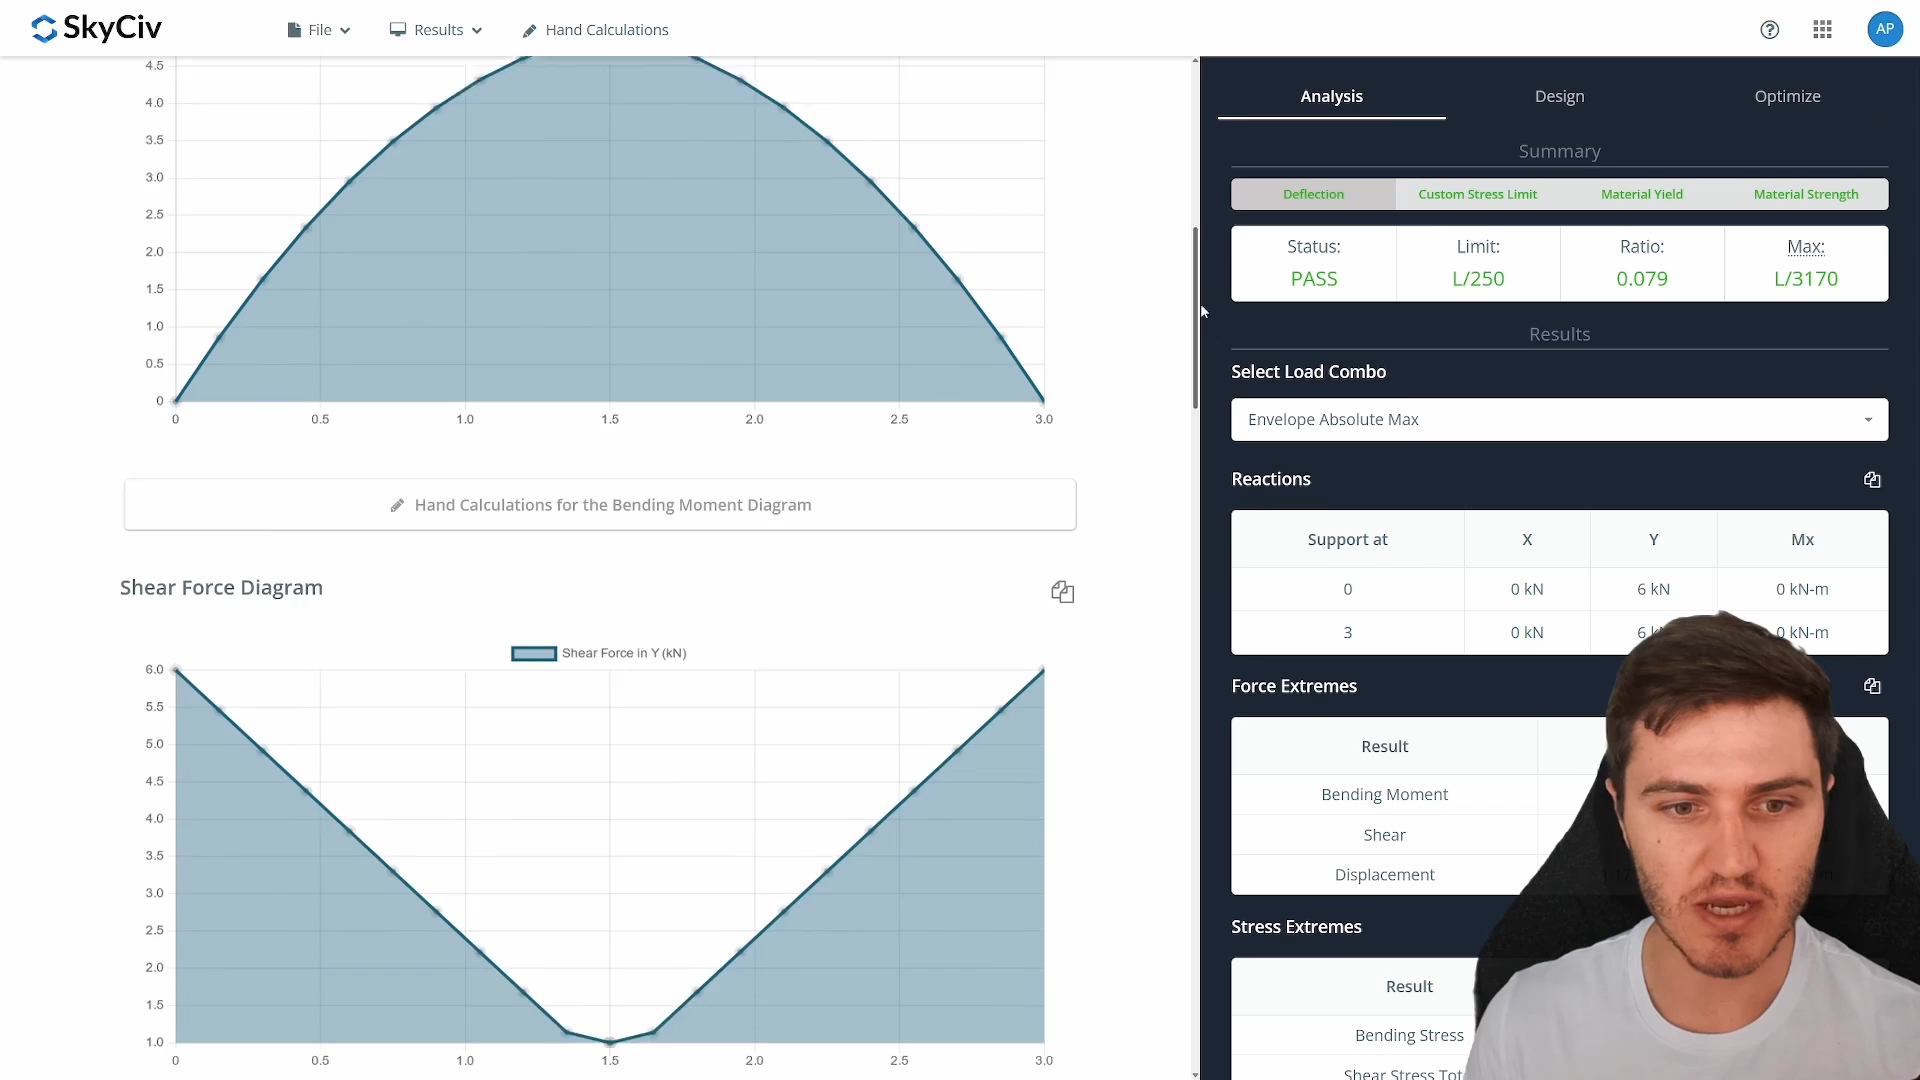 SkyCiv
File
Results
Hand Calculations
AP
4.5
4.0
3.5
3.0
2.5
2.0
1.5
1.0
0.5
0
0 0.5 1.0 1.5 2.0 2.5 3.0
Hand Calculations for the Bending Moment Diagram
Shear Force Diagram
Shear Force in Y (kN)
6.0
5.5
5.0
4.5
4.0
3.5
3.0
2.5
2.0
1.5
1.0
0 0.5 1.0 1.5 2.0 2.5 3.0
Analysis Design Optimize
Summary
Deflection Custom Stress Limit Material Yield Material Strength
Status: Limit: Ratio: Max:
PASS L/250 0.079 L/3170
Results
Select Load Combo
Envelope Absolute Max
Reactions
Support at X Y Mx
0 0 kN 6 kN 0 kN-m
3 0 kN 6 0 kN-m
Force Extremes
Result
Bending Moment
Shear
Displacement
Stress Extremes
Result
Bending Stress
Shear Stress